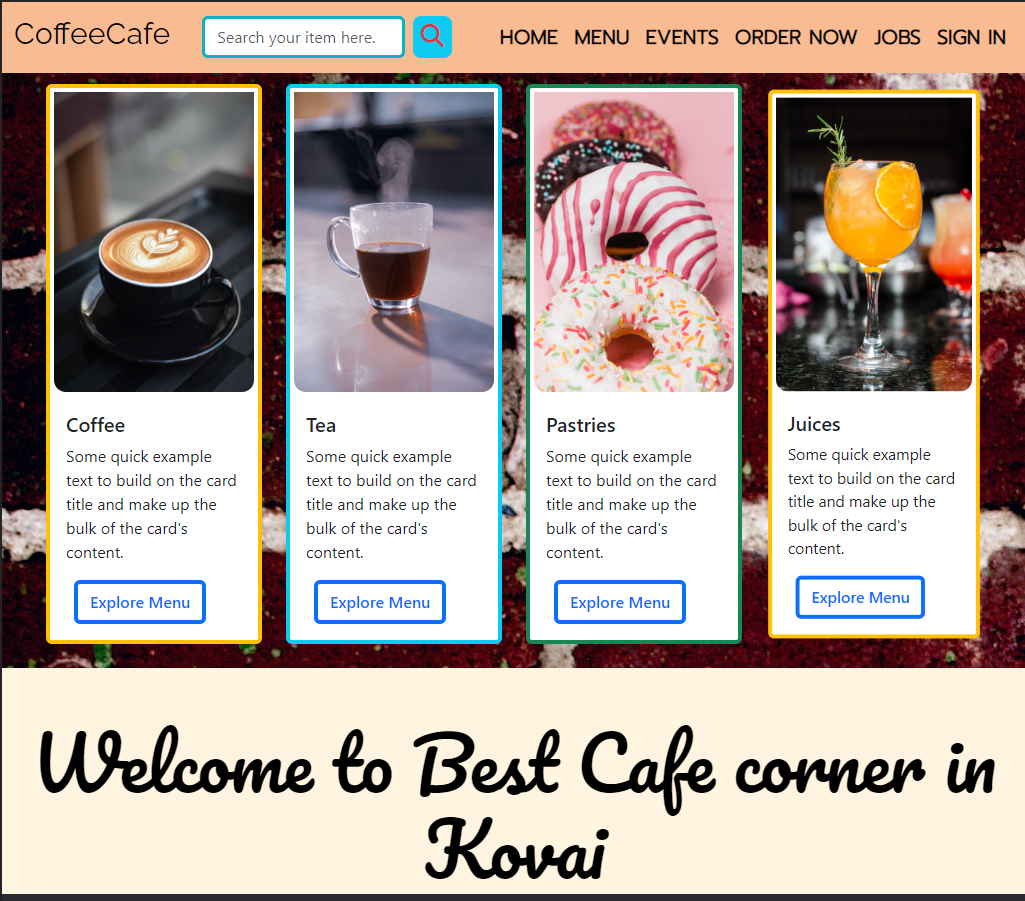 CoffeeCafe
Search your item here.
HOME MENU EVENTS ORDER NOW JOBS SIGN IN
Coffee
Some quick example
text to build on the card
title and make up the
bulk of the card's
content.
Explore Menu
Tea
Some quick example
text to build on the card
title and make up the
bulk of the card's
content.
Explore Menu
Pastries
Some quick example
text to build on the card
title and make up the
bulk of the card's
content.
Explore Menu
Juices
Some quick example
text to build on the card
title and make up the
bulk of the card's
content.
Explore Menu
Welcome to Best Cafe corner in
Kovai